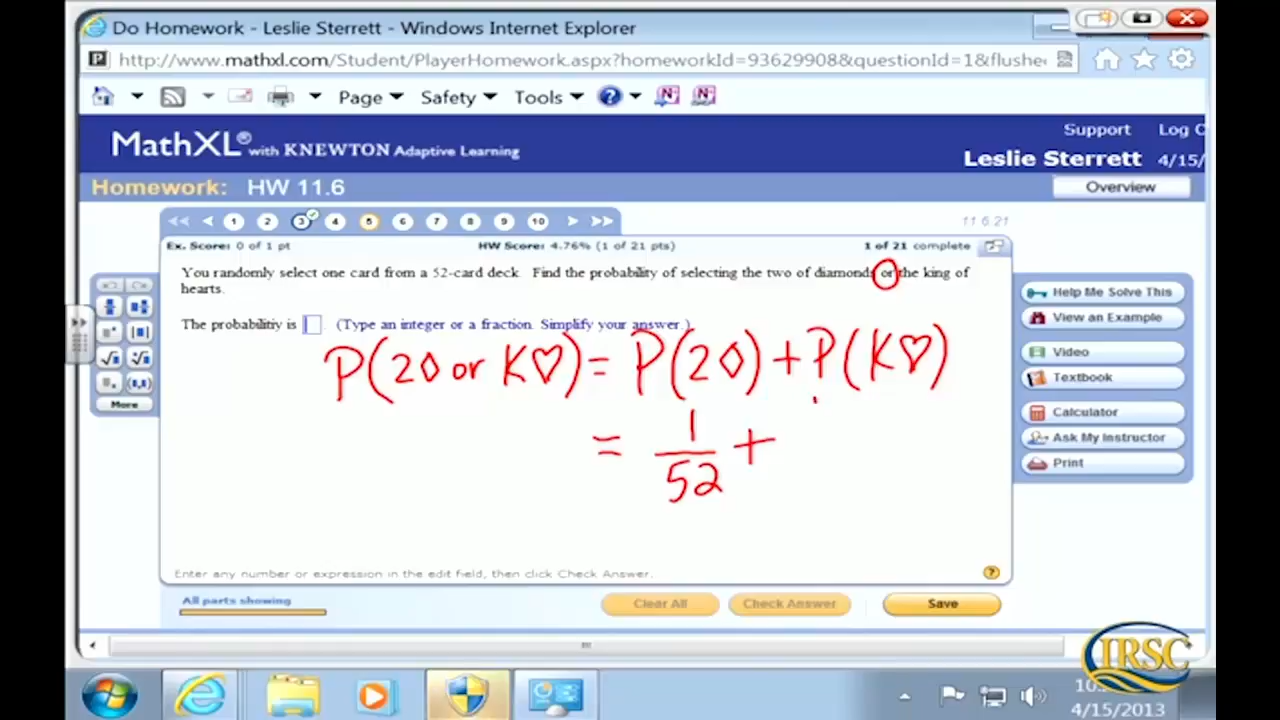 Do Homework - Leslie Sterrett - Windows Internet Explorer
http://www.mathxl.com/Student/PlayerHomework.aspx?homeworkId=93629908&questionId=1&flushe
Page Safety Tools
Support Log O
MathXL® with KNEWTON Adaptive Learning
Leslie Sterrett 4/15/
Homework: HW 11.6
Overview
1 2 3 4 5 6 7 8 9 10
11.6.21
Ex. Score: 0 of 1 pt HW Score: 4.76% (1 of 21 pts) 1 of 21 complete
You randomly select one card from a 52-card deck. Find the probability of selecting the two of diamonds or the king of
hearts.
The probabilitiy is (Type an integer or a fraction. Simplify your answer.)
P(2◊ or K♡) = P(2◊) + P(K♡)
= 1/52 +
More
Help Me Solve This
View an Example
Video
Textbook
Calculator
Ask My Instructor
Print
Enter any number or expression in the edit field, then click Check Answer.
All parts showing
Clear All
Check Answer
Save
IRSC
4/15/2013